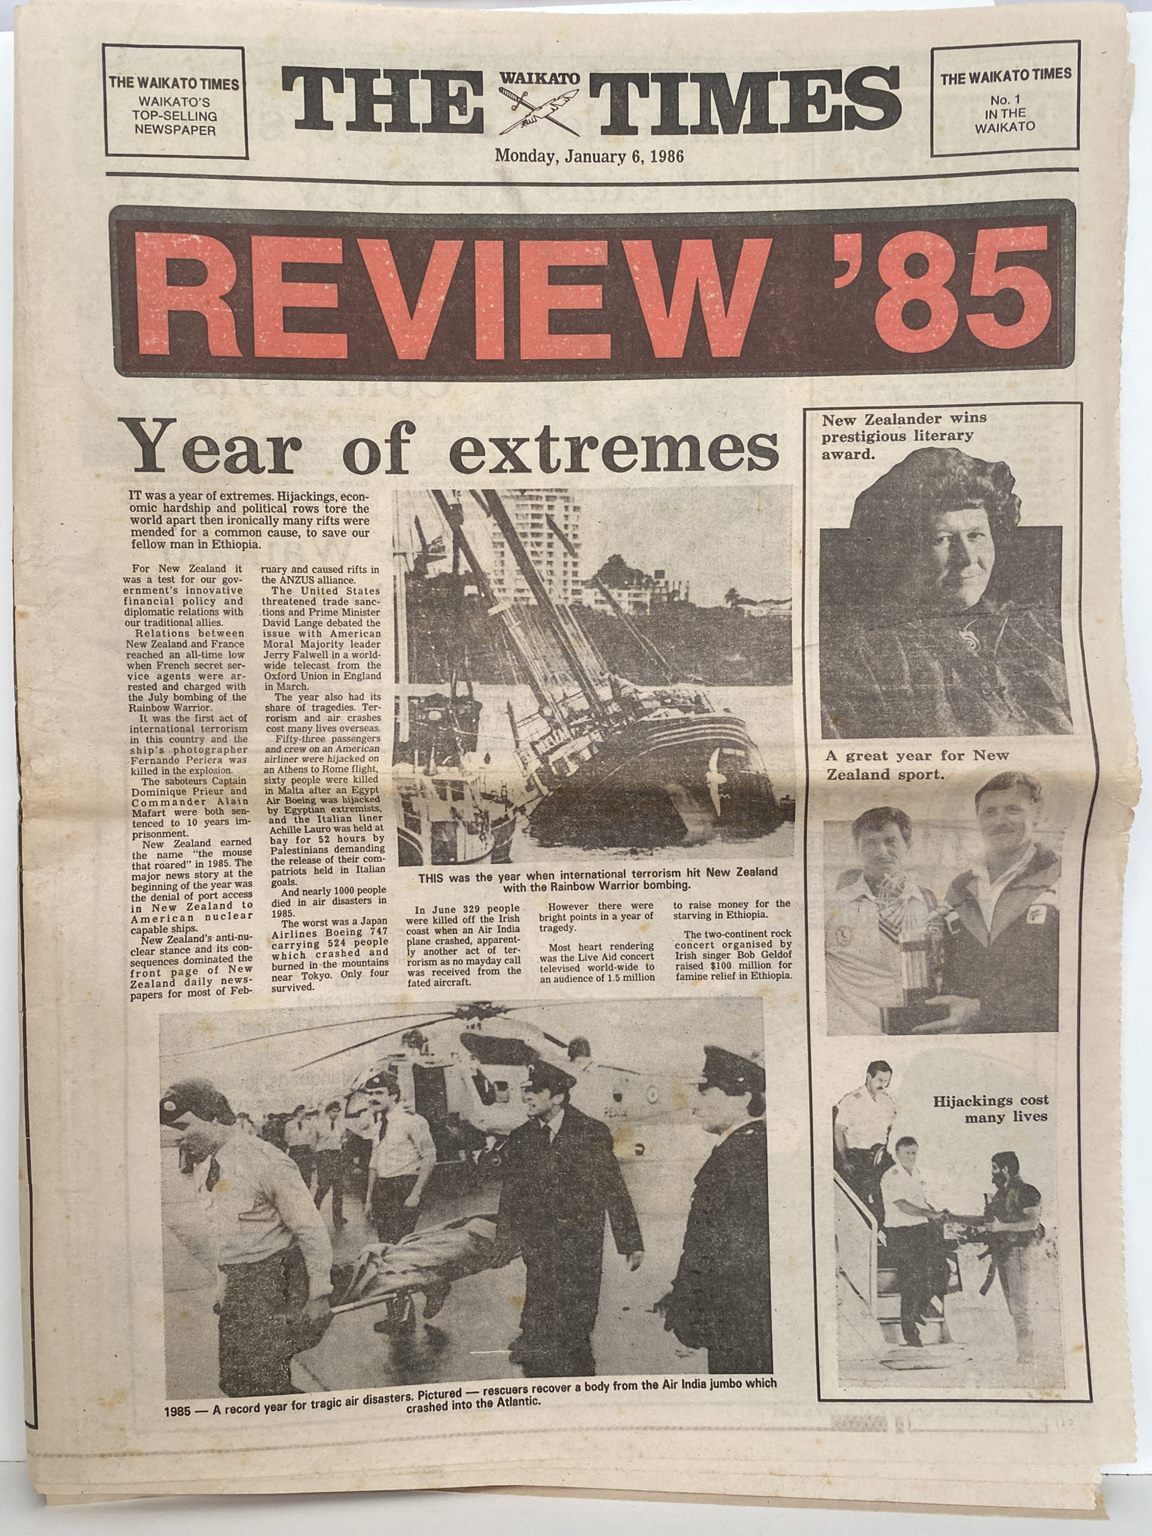 THE WAIKATO TIMES
WAIKATO'S
TOP-SELLING
NEWSPAPER
THE WAIKATO TIMES
Monday, January 6, 1986
THE WAIKATO TIMES
No. 1
IN THE
WAIKATO
REVIEW '85
Year of extremes
IT was a year of extremes. Hijackings, econ-
omic hardship and political rows tore the
world apart then ironically many rifts were
mended for a common cause, to save our
fellow man in Ethiopia.
For New Zealand it
was a test for our gov-
ernment's innovative
financial policy and
diplomatic relations with
our traditional allies.
Relations between
New Zealand and France
reached an all-time low
when French secret ser-
vice agents were ar-
rested and charged with
the July bombing of the
Rainbow Warrior.
It was the first act of
international terrorism
in this country and the
ship's photographer
Fernando Periera was
killed in the explosion.
The saboteurs Captain
Dominique Prieur and
Commander Alain
Mafart were both sen-
tenced to 10 years im-
prisonment.
New Zealand earned
the name "the mouse
that roared" in 1985. The
major news story at the
beginning of the year was
the denial of port access
in New Zealand to
American nuclear
capable ships.
New Zealand's anti-nu-
clear stance and its con-
sequences dominated the
front page of New
Zealand daily news-
papers for most of Feb-
ruary and caused rifts in
the ANZUS alliance.
The United States
threatened trade sanc-
tions and Prime Minister
David Lange debated the
issue with American
Moral Majority leader
Jerry Falwell in a world-
wide telecast from the
Oxford Union in England
in March.
The year also had its
share of tragedies. Ter-
rorism and air crashes
cost many lives overseas.
Fifty-three passengers
and crew on an American
airliner were hijacked on
an Athens to Rome flight,
sixty people were killed
in Malta after an Egypt
Air Boeing was hijacked
by Egyptian extremists,
and the Italian liner
Achille Lauro was held at
bay for 52 hours by
Palestinians demanding
the release of their com-
patriots held in Italian
goals.
And nearly 1000 people
died in air disasters in
1985.
The worst was a Japan
Airlines Boeing 747
carrying 524 people
which crashed and
burned in the mountains
near Tokyo. Only four
survived.
THIS was the year when international terrorism hit New Zealand
with the Rainbow Warrior bombing.
In June 329 people
were killed off the Irish
coast when an Air India
plane crashed, apparent-
ly another act of ter-
rorism as no mayday call
was received from the
fated aircraft.
However there were
bright points in a year of
tragedy.
Most heart rendering
was the Live Aid concert
televised world-wide to
an audience of 1.5 million
to raise money for the
starving in Ethiopia.
The two-continent rock
concert organised by
Irish singer Bob Geldof
raised $100 million for
famine relief in Ethiopia.
1985 — A record year for tragic air disasters. Pictured — rescuers recover a body from the Air India jumbo which
crashed into the Atlantic.
New Zealander wins
prestigious literary
award.
A great year for New
Zealand sport.
Hijackings cost
many lives